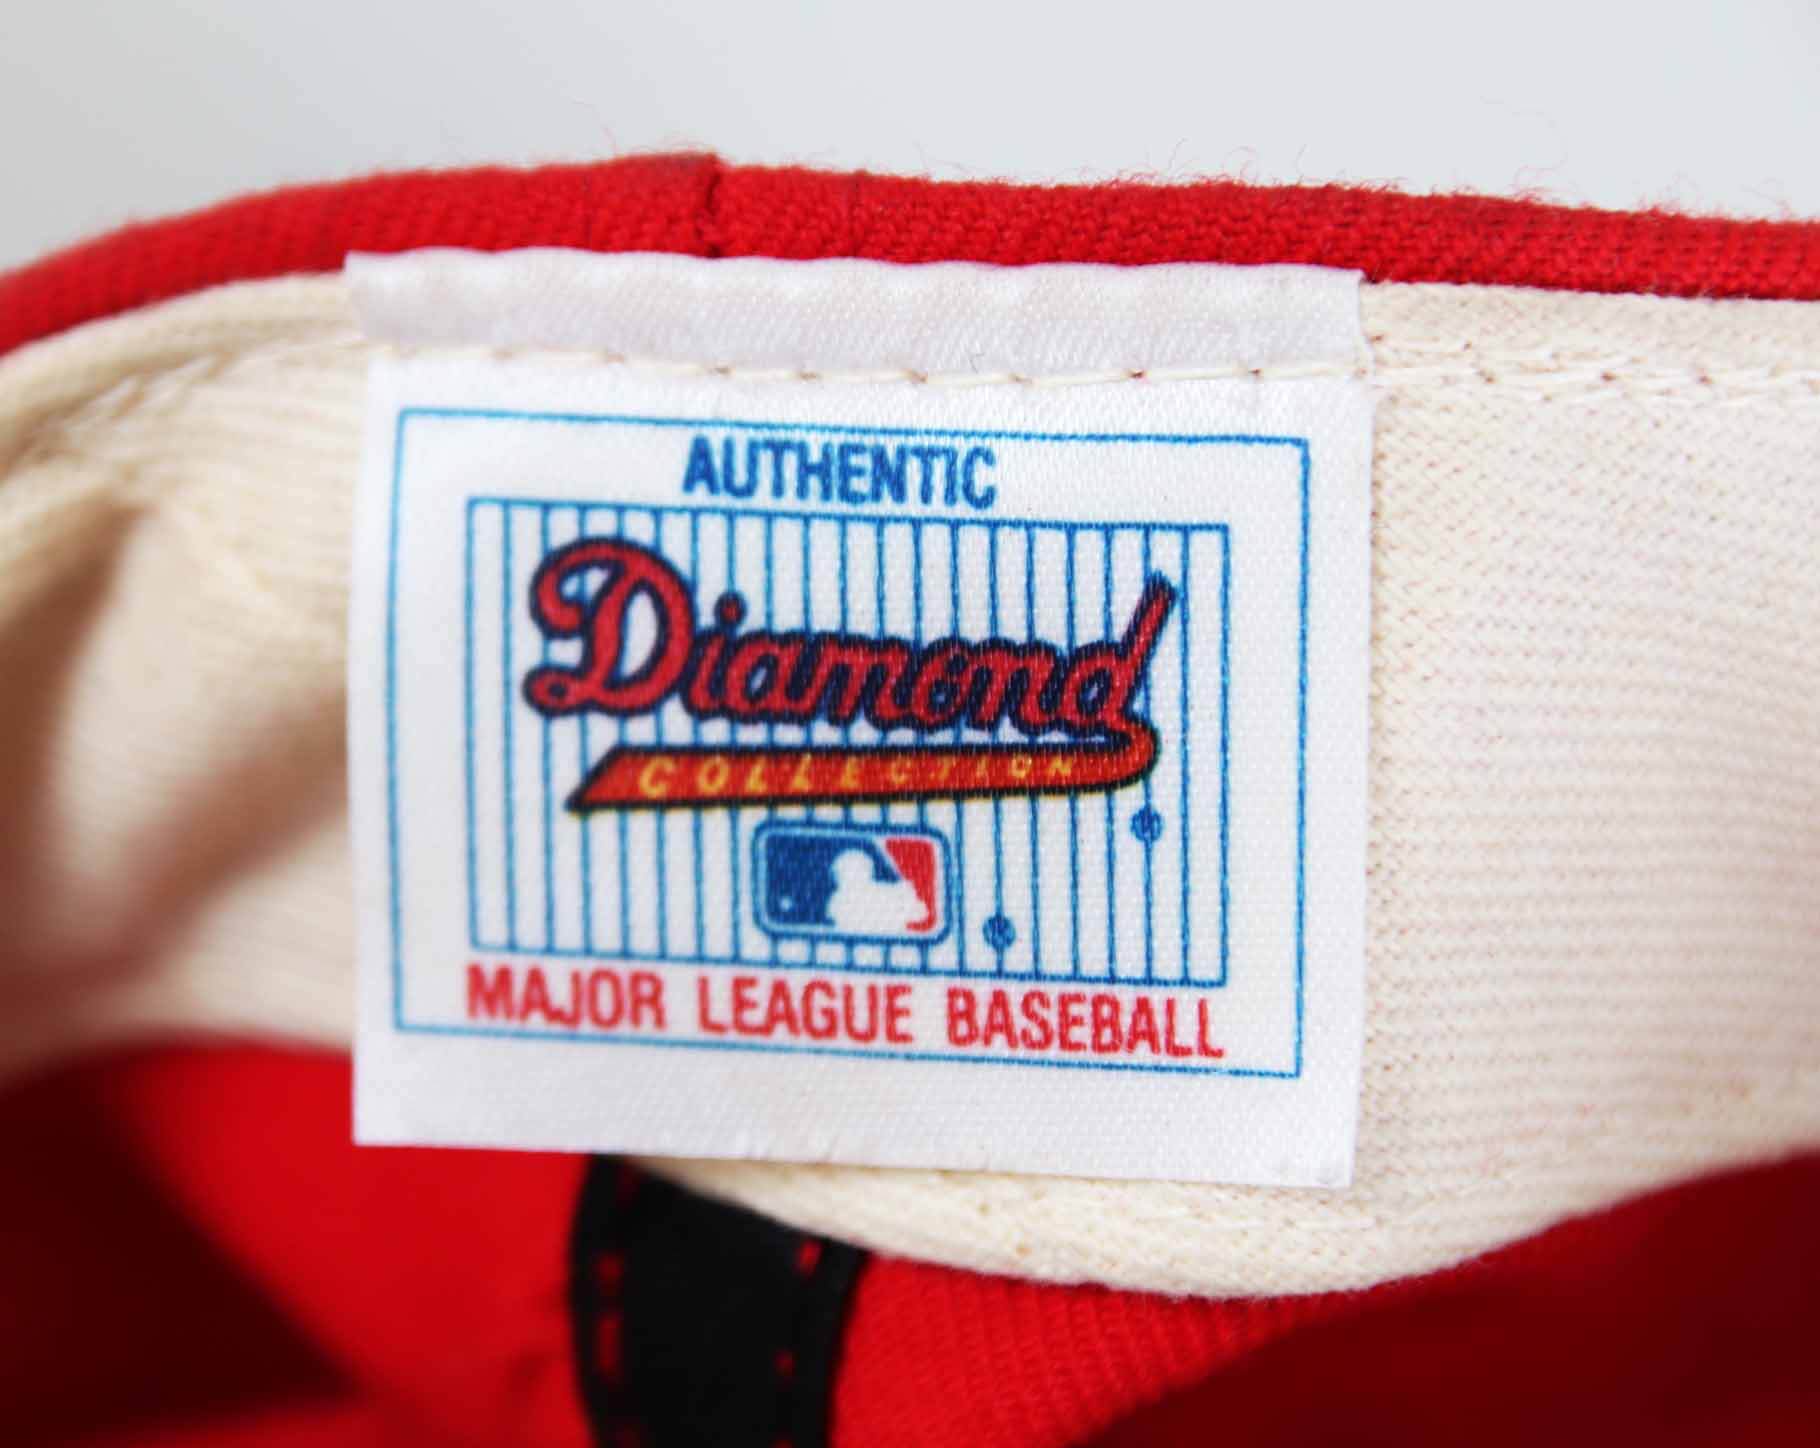 AUTHENTIC
Diamond
COLLECTION
MAJOR LEAGUE BASEBALL